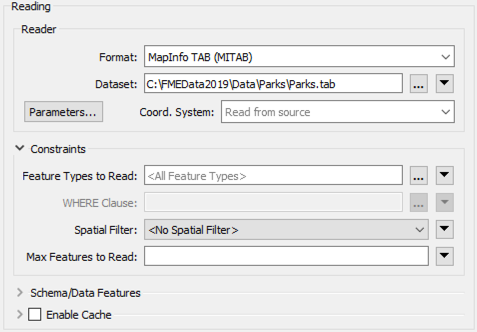 Reading
Reader
Format: MapInfo TAB (MITAB)
Dataset: C:\FMEData2019\Data\Parks\Parks.tab ...
Parameters... Coord. System: Read from source
Constraints
Feature Types to Read: <All Feature Types> ...
WHERE Clause: ...
Spatial Filter: <No Spatial Filter>
Max Features to Read:
Schema/Data Features
Enable Cache